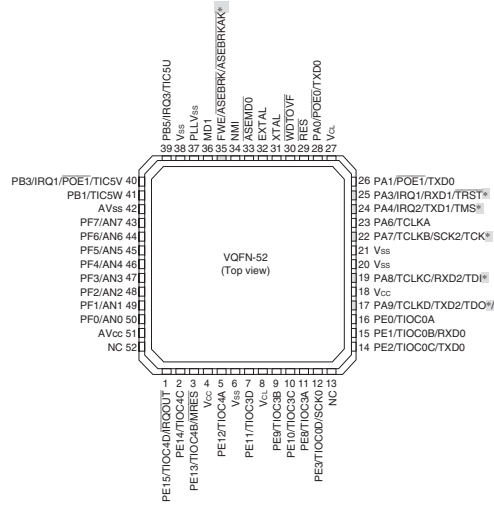 39 PB5/IRQ3/TIC5U
38 Vss
37 PLLVss
36 MD1
35 FWE/ASEBRK/ASEBRKAK*
34 NMI
33 ASEMD0
32 EXTAL
31 XTAL
30 WDTOVF
29 RES
28 PA0/POE0/TXD0
27 VCL
PB3/IRQ1/POE1/TIC5V 40
PB1/TIC5W 41
AVss 42
PF7/AN7 43
PF6/AN6 44
PF5/AN5 45
PF4/AN4 46
PF3/AN3 47
PF2/AN2 48
PF1/AN1 49
PF0/AN0 50
AVcc 51
NC 52
VQFN-52
(Top view)
26 PA1/POE1/TXD0
25 PA3/IRQ1/RXD1/TRST*
24 PA4/IRQ2/TXD1/TMS*
23 PA6/TCLKA
22 PA7/TCLKB/SCK2/TCK*
21 Vss
20 Vss
19 PA8/TCLKC/RXD2/TDI*
18 Vcc
17 PA9/TCLKD/TXD2/TDO*/
16 PE0/TIOC0A
15 PE1/TIOC0B/RXD0
14 PE2/TIOC0C/TXD0
PE15/TIOC4D/IRQOUT 1
PE14/TIOC4C 2
PE13/TIOC4B/MRES 3
Vcc 4
PE12/TIOC4A 5
Vss 6
PE11/TIOC3D 7
VCL 8
PE9/TIOC3B 9
PE10/TIOC3C 10
PE8/TIOC3A 11
PE3/TIOC0D/SCK0 12
NC 13